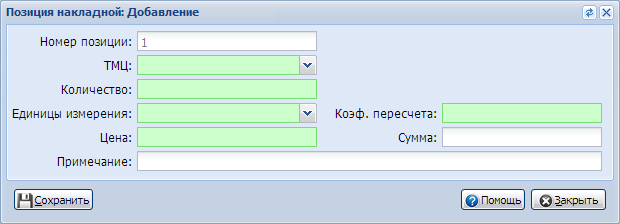 Позиция накладной: Добавление
Номер позиции: 1
ТМЦ:
Количество:
Единицы измерения: Коэф. пересчета:
Цена: Сумма:
Примечание:
Сохранить Помощь Закрыть